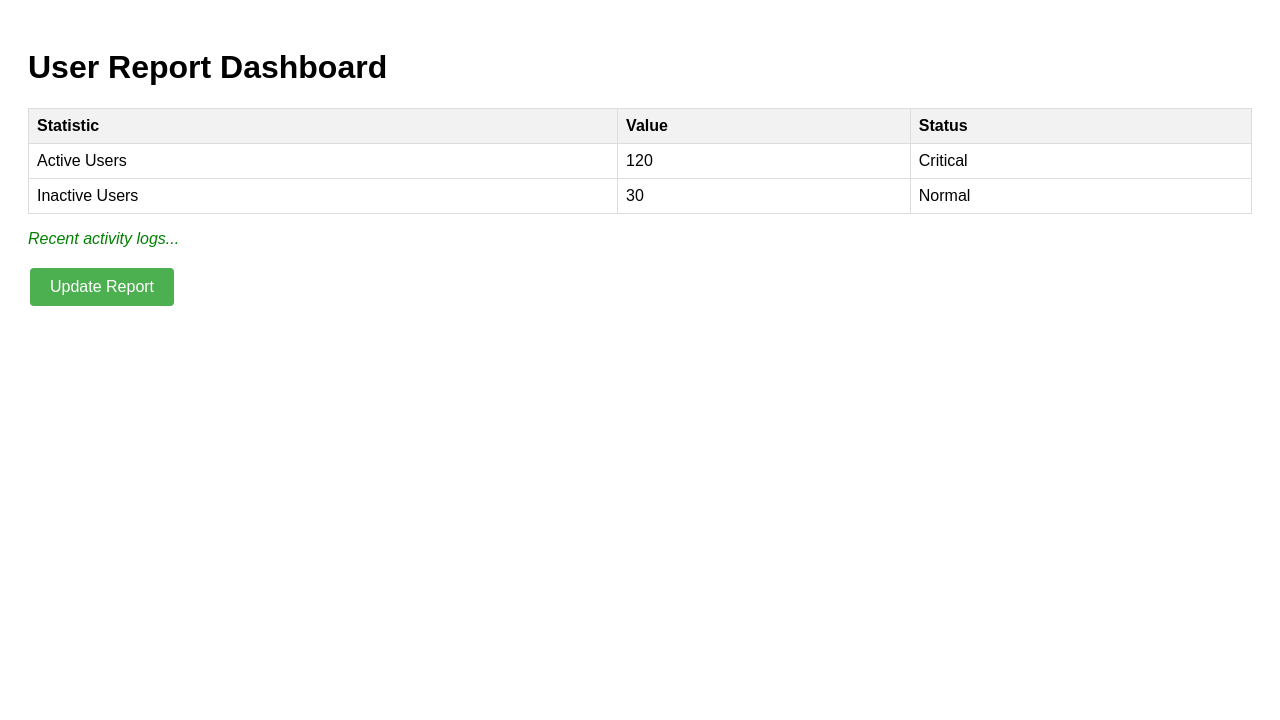 User Report Dashboard
Statistic Value Status
Active Users 120 Critical
Inactive Users 30 Normal
Recent activity logs...
Update Report